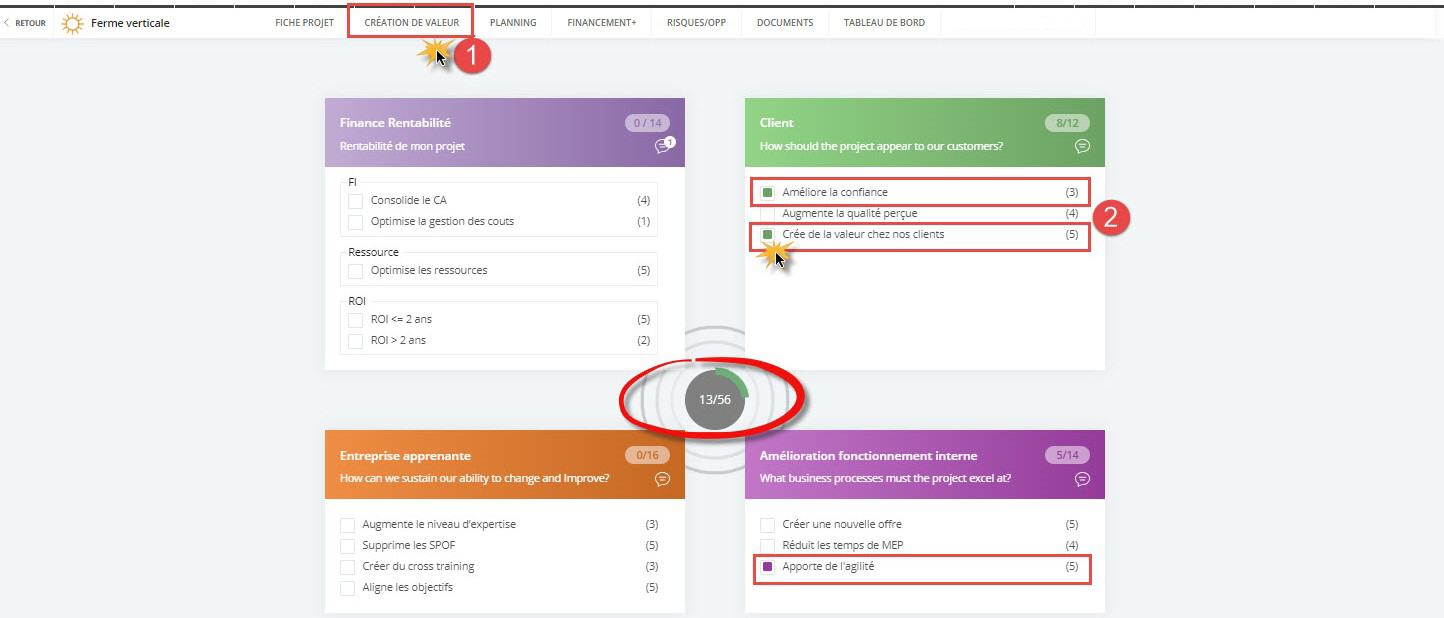 RETOUR Ferme verticale FICHE PROJET CRÉATION DE VALEUR PLANNING FINANCEMENT+ RISQUES/OPP DOCUMENTS TABLEAU DE BORD
1
Finance Rentabilité 0 / 14
Rentabilité de mon projet 1
FI
Consolide le CA (4)
Optimise la gestion des couts (1)
Ressource
Optimise les ressources (5)
ROI
ROI <= 2 ans (5)
ROI > 2 ans (2)
Client 8/12
How should the project appear to our customers?
Améliore la confiance (3)
Augmente la qualité perçue (4)
Crée de la valeur chez nos clients (5)
2
13/56
Entreprise apprenante 0/16
How can we sustain our ability to change and Improve?
Augmente le niveau d'expertise (3)
Supprime les SPOF (5)
Créer du cross training (3)
Aligne les objectifs (5)
Amélioration fonctionnement interne 5/14
What business processes must the project excel at?
Créer une nouvelle offre (5)
Réduit les temps de MEP (4)
Apporte de l'agilité (5)